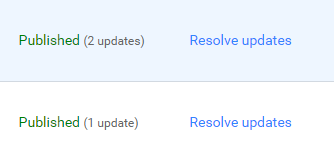 Published (2 updates) Resolve updates
Published (1 update) Resolve updates